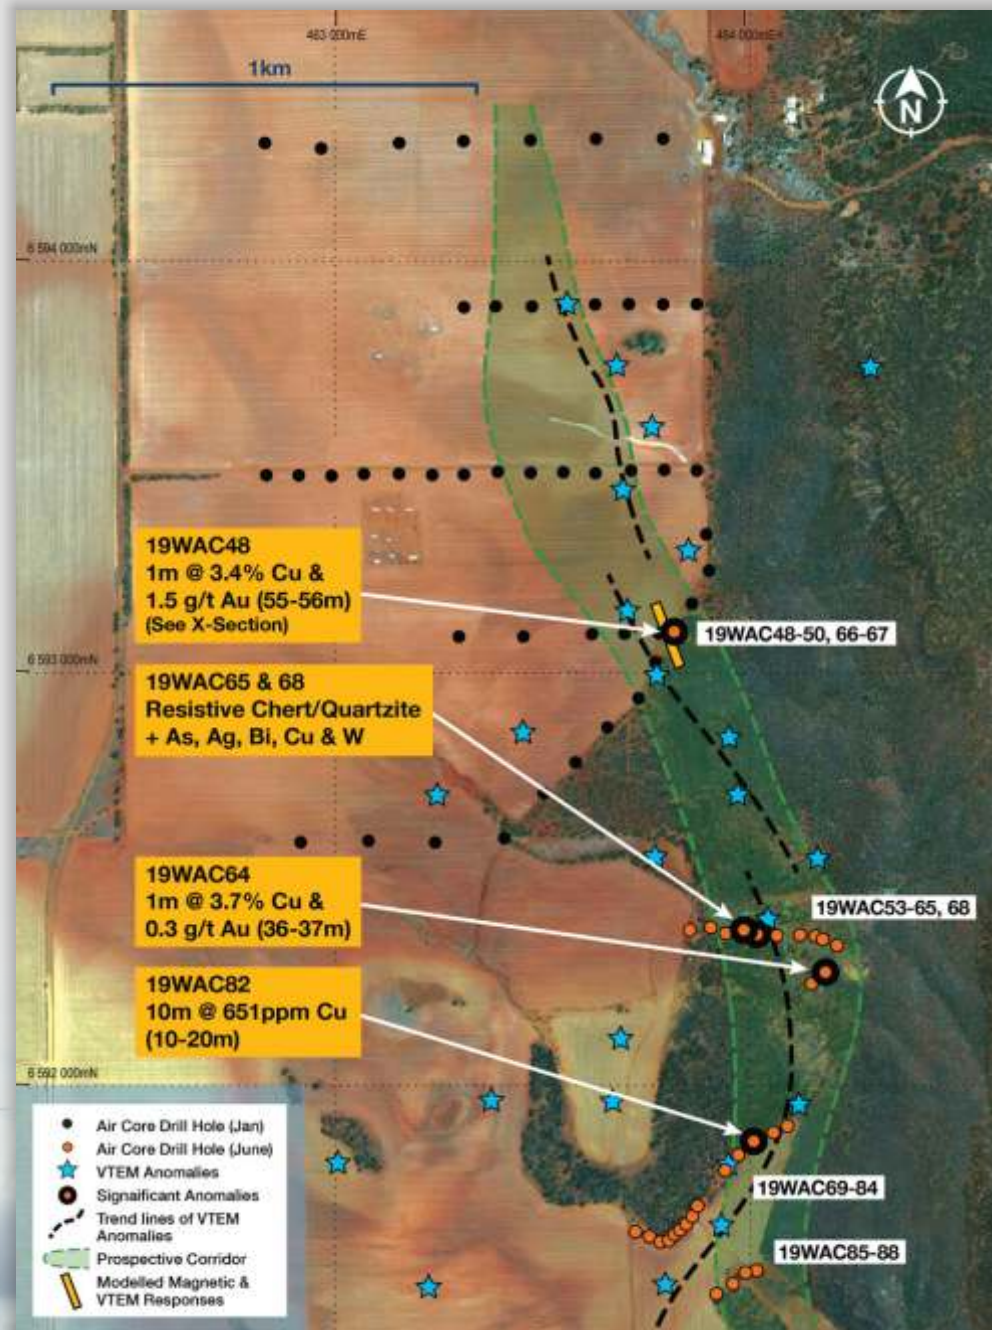 463 000mE
464 000mE
1km
N
6 594 000mN
19WAC48
1m @ 3.4% Cu &
1.5 g/t Au (55-56m)
(See X-Section)
19WAC48-50, 66-67
6 593 000mN
19WAC65 & 68
Resistive Chert/Quartzite
+ As, Ag, Bi, Cu & W
19WAC64
1m @ 3.7% Cu &
0.3 g/t Au (36-37m)
19WAC53-65, 68
19WAC82
10m @ 651ppm Cu
(10-20m)
6 592 000mN
Air Core Drill Hole (Jan)
Air Core Drill Hole (June)
VTEM Anomalies
Signaificant Anomalies
Trend lines of VTEM
Anomalies
Prospective Corridor
Modelled Magnetic &
VTEM Responses
19WAC69-84
19WAC85-88